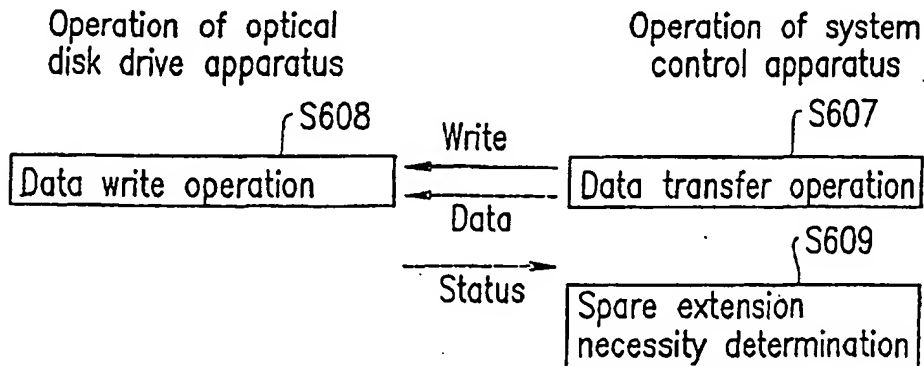 Operation of optical
disk drive apparatus
Operation of system
control apparatus
S608
S607
Write
Data write operation
Data transfer operation
Data
S609
Status
Spare extension
necessity determination